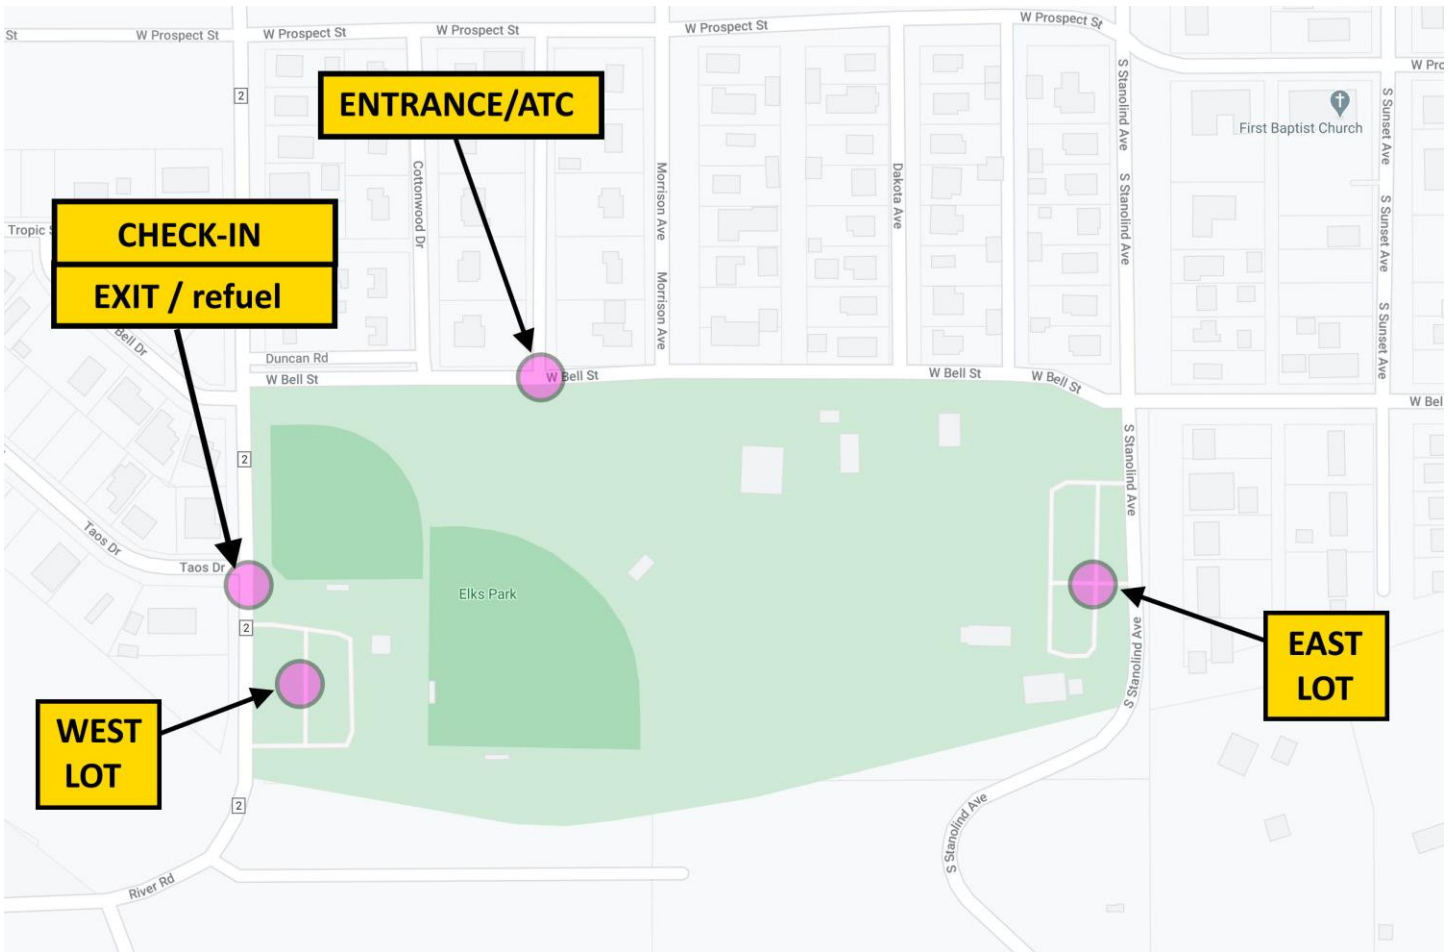 St
W Prospect St
W Prospect St
W Prospect St
W Prospect St
W Prospect St
W Pro
2
ENTRANCE/ATC
S Stanolind Ave
S Stanolind Ave
First Baptist Church
S Sunset Ave
S Sunset Ave
S Sunset Ave
Cottonwood Dr
Morrison Ave
Morrison Ave
Dakota Ave
Tropic S
CHECK-IN
EXIT / refuel
Bell Dr
Duncan Rd
W Bell St
W Bell St
W Bell St
W Bell St
W Bel
2
S Stanolind Ave
Taos Dr
Taos Dr
Elks Park
2
EAST
LOT
S Stanolind Ave
WEST
LOT
2
S Stanolind Ave
River Rd